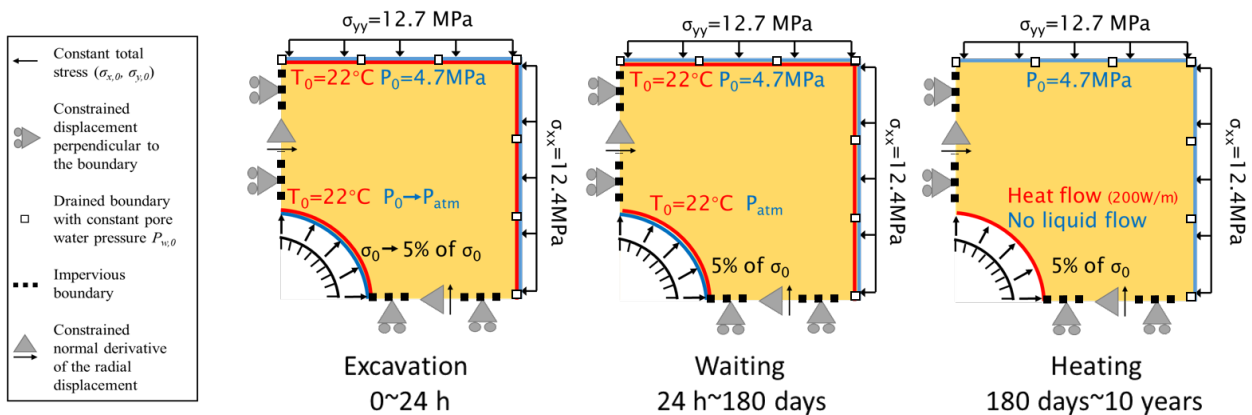 Constant total
stress (σx,0, σy,0)
Constrained
displacement
perpendicular to
the boundary
Drained boundary
with constant pore
water pressure Pw,0
Impervious
boundary
Constrained
normal derivative
of the radial
displacement
σyy=12.7 MPa
T0=22°C P0=4.7MPa
σxx=12.4MPa
T0=22°C P0→Patm
σ0→ 5% of σ0
Excavation
0~24 h
σyy=12.7 MPa
T0=22°C P0=4.7MPa
σxx=12.4MPa
T0=22°C Patm
5% of σ0
Waiting
24 h~180 days
σyy=12.7 MPa
P0=4.7MPa
σxx=12.4MPa
Heat flow (200W/m)
No liquid flow
5% of σ0
Heating
180 days~10 years